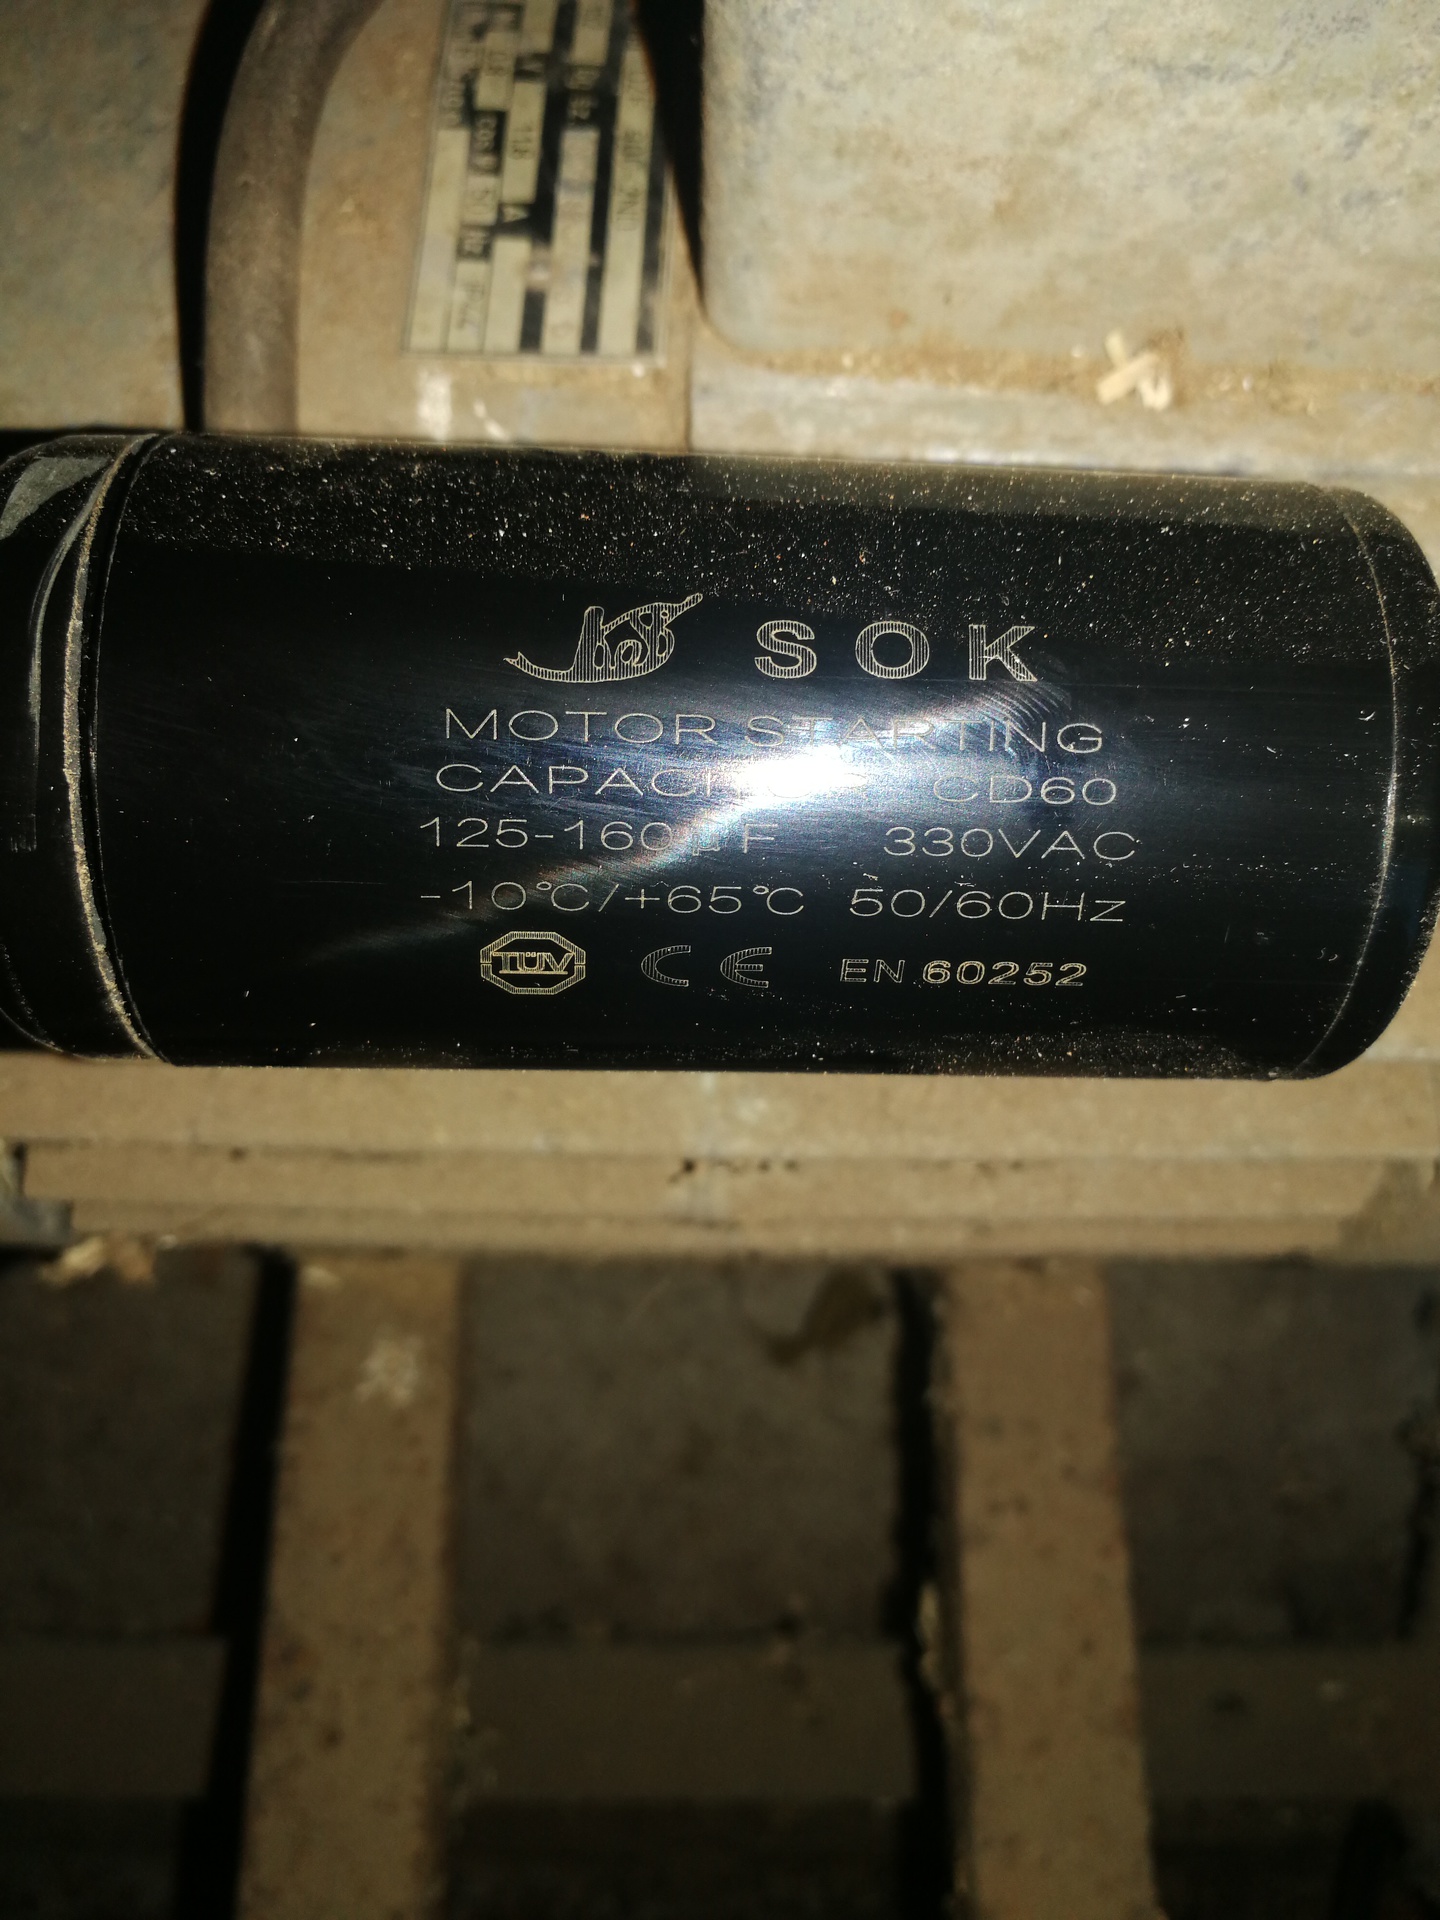 SOK
MOTOR STARTING
CAPACITOR CD60
125-160µF 330VAC
-10°C/+65°C 50/60Hz
TÜV CE EN 60252